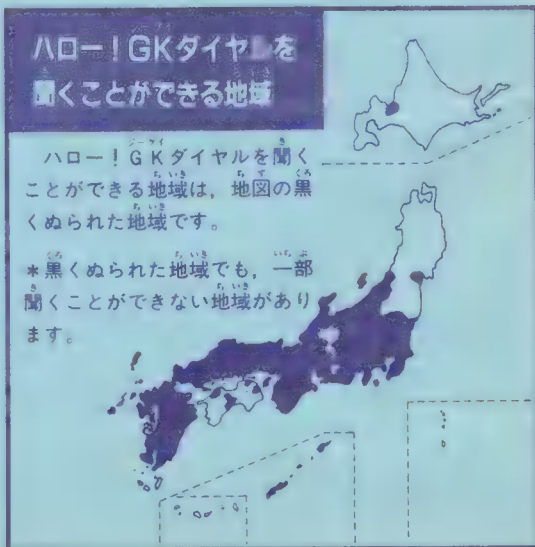 ハロー！GKダイヤルを
聞くことができる地域
ハロー！GKダイヤルを聞く
ことができる地域は，地図の黒
くぬられた地域です。
＊黒くぬられた地域でも，一部
聞くことができない地域があり
ます。